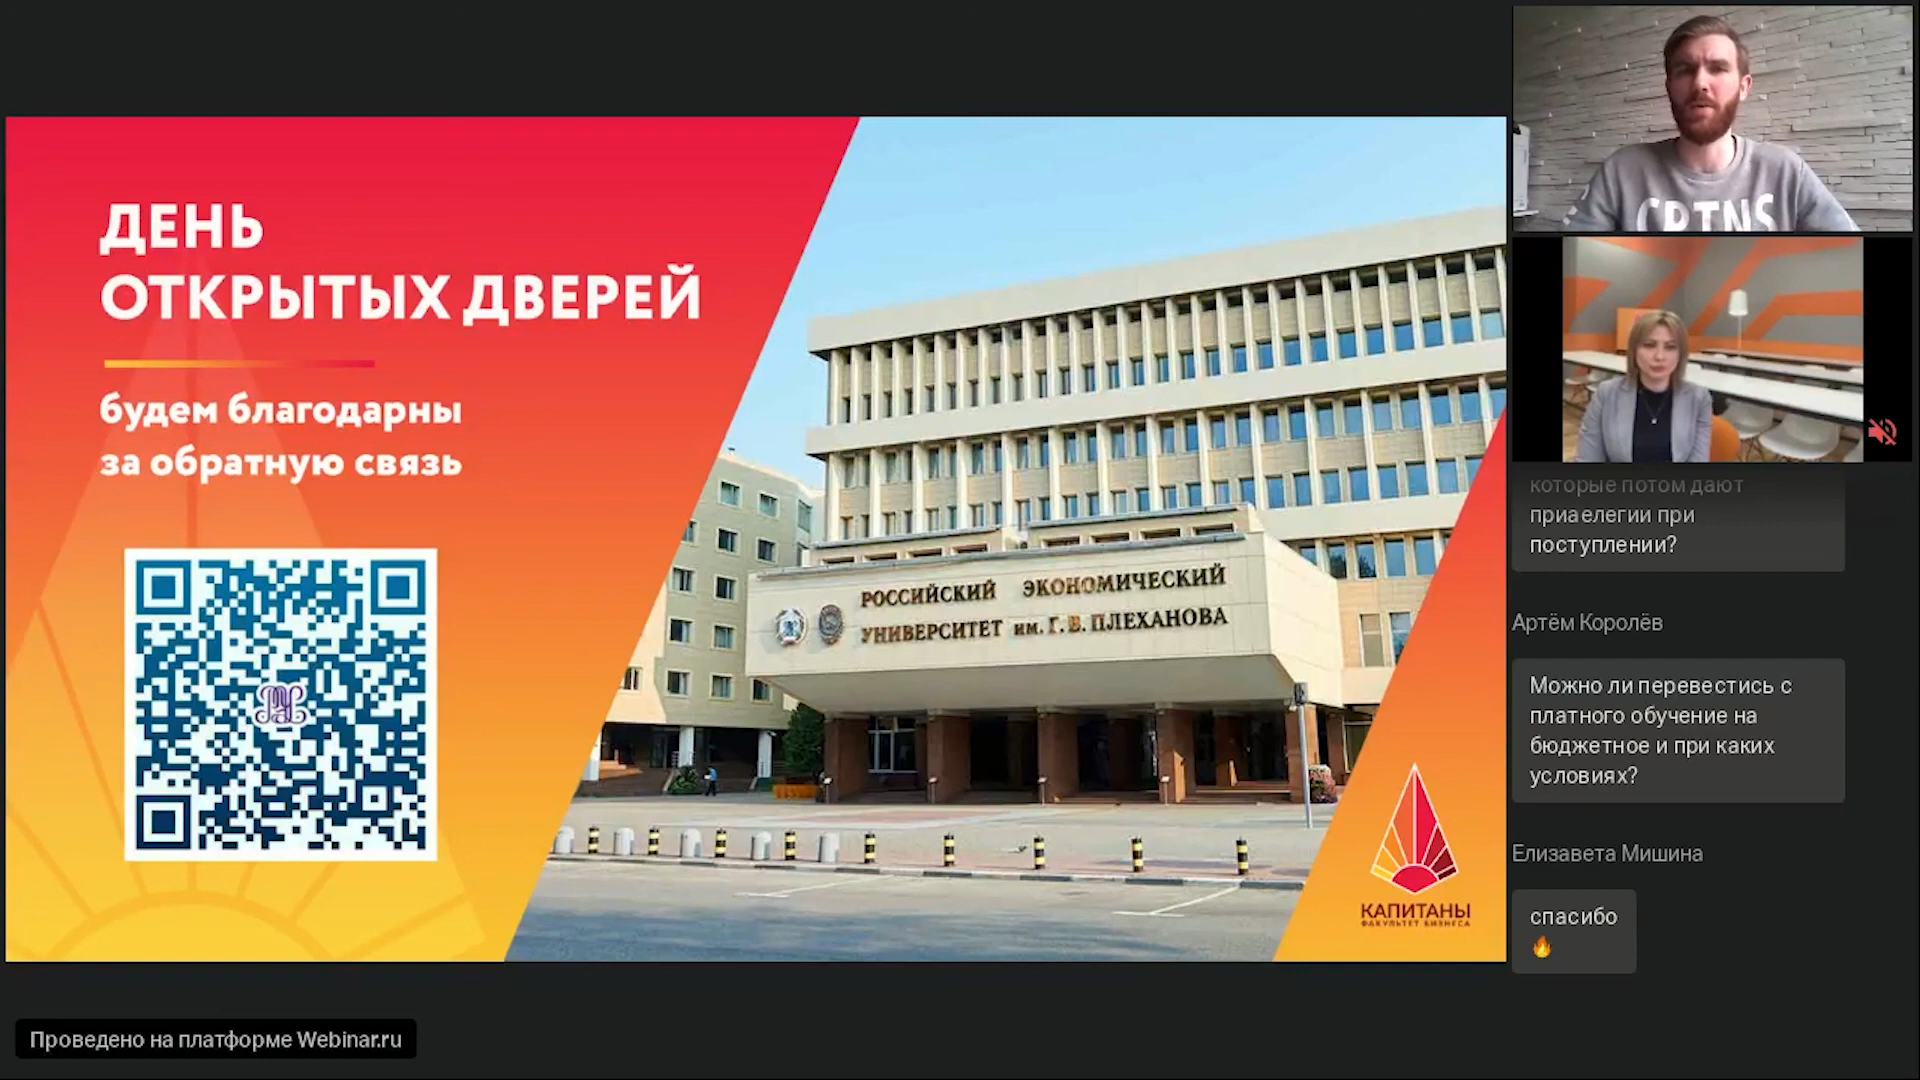 ДЕНЬ
ОТКРЫТЫХ ДВЕРЕЙ
будем благодарны
за обратную связь
РОССИЙСКИЙ ЭКОНОМИЧЕСКИЙ
УНИВЕРСИТЕТ им. Г. В. ПЛЕХАНОВА
КАПИТАНЫ
ФАКУЛЬТЕТ БИЗНЕСА
CPTNS
которые потом дают
приаелегии при
поступлении?
Артём Королёв
Можно ли перевестись с
платного обучение на
бюджетное и при каких
условиях?
Елизавета Мишина
спасибо
🔥
Проведено на платформе Webinar.ru